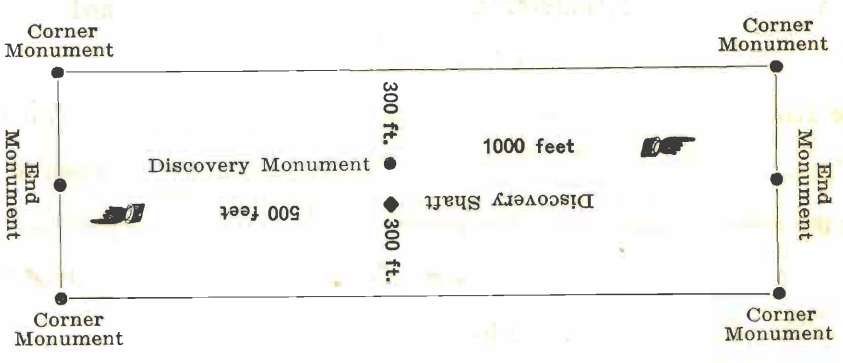 Corner
Monument
Corner
Monument
End
Monument
300 ft.
1000 feet
Discovery Monument
End
Monument
Discovery Shaft
500 feet
300 ft.
Corner
Monument
Corner
Monument